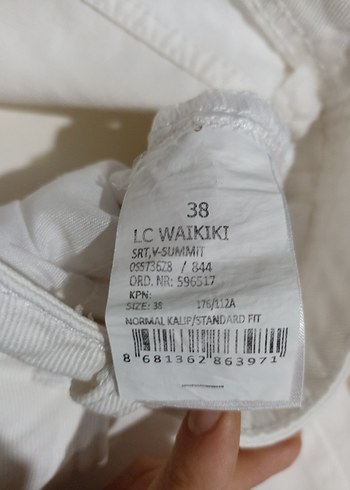 38
LC WAIKIKI
SRT,V-SUMMIT
0S573628 / 844
ORD. NR: 596517
KPN:
SIZE: 38 176/112A
NORMAL KALIP/STANDARD FIT
8 681362 863971